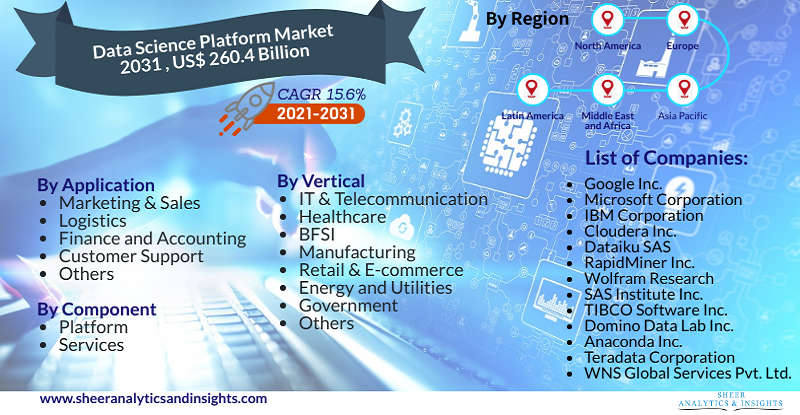 Data Science Platform Market
2031 , US$ 260.4 Billion
CAGR 15.6%
2021-2031
By Region
North America
Europe
Latin America
Middle East
and Africa
Asia Pacific
By Application
Marketing & Sales
Logistics
Finance and Accounting
Customer Support
Others
By Component
Platform
Services
By Vertical
IT & Telecommunication
Healthcare
BFSI
Manufacturing
Retail & E-commerce
Energy and Utilities
Government
Others
List of Companies:
Google Inc.
Microsoft Corporation
IBM Corporation
Cloudera Inc.
Dataiku SAS
RapidMiner Inc.
Wolfram Research
SAS Institute Inc.
TIBCO Software Inc.
Domino Data Lab Inc.
Anaconda Inc.
Teradata Corporation
WNS Global Services Pvt. Ltd.
www.sheeranalyticsandinsights.com
SHEER
ANALYTICS & INSIGHTS